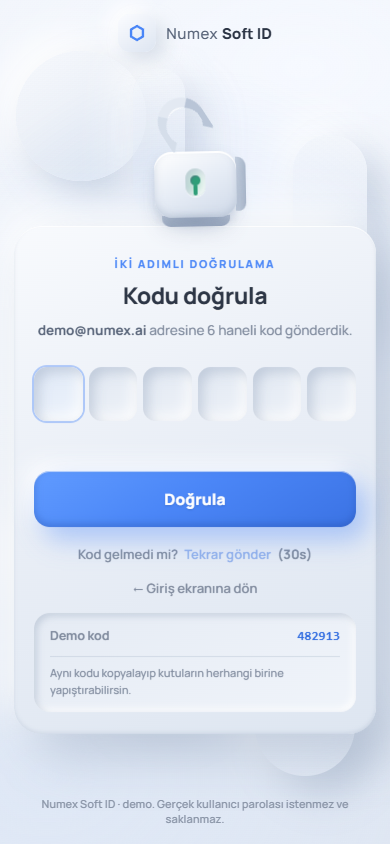 Numex Soft ID
İKİ ADIMLI DOĞRULAMA
Kodu doğrula
demo@numex.ai adresine 6 haneli kod gönderdik.
Doğrula
Kod gelmedi mi? Tekrar gönder (30s)
← Giriş ekranına dön
Demo kod 482913
Aynı kodu kopyalayıp kutuların herhangi birine
yapıştırabilirsin.
Numex Soft ID · demo. Gerçek kullanıcı parolası istenmez ve
saklanmaz.